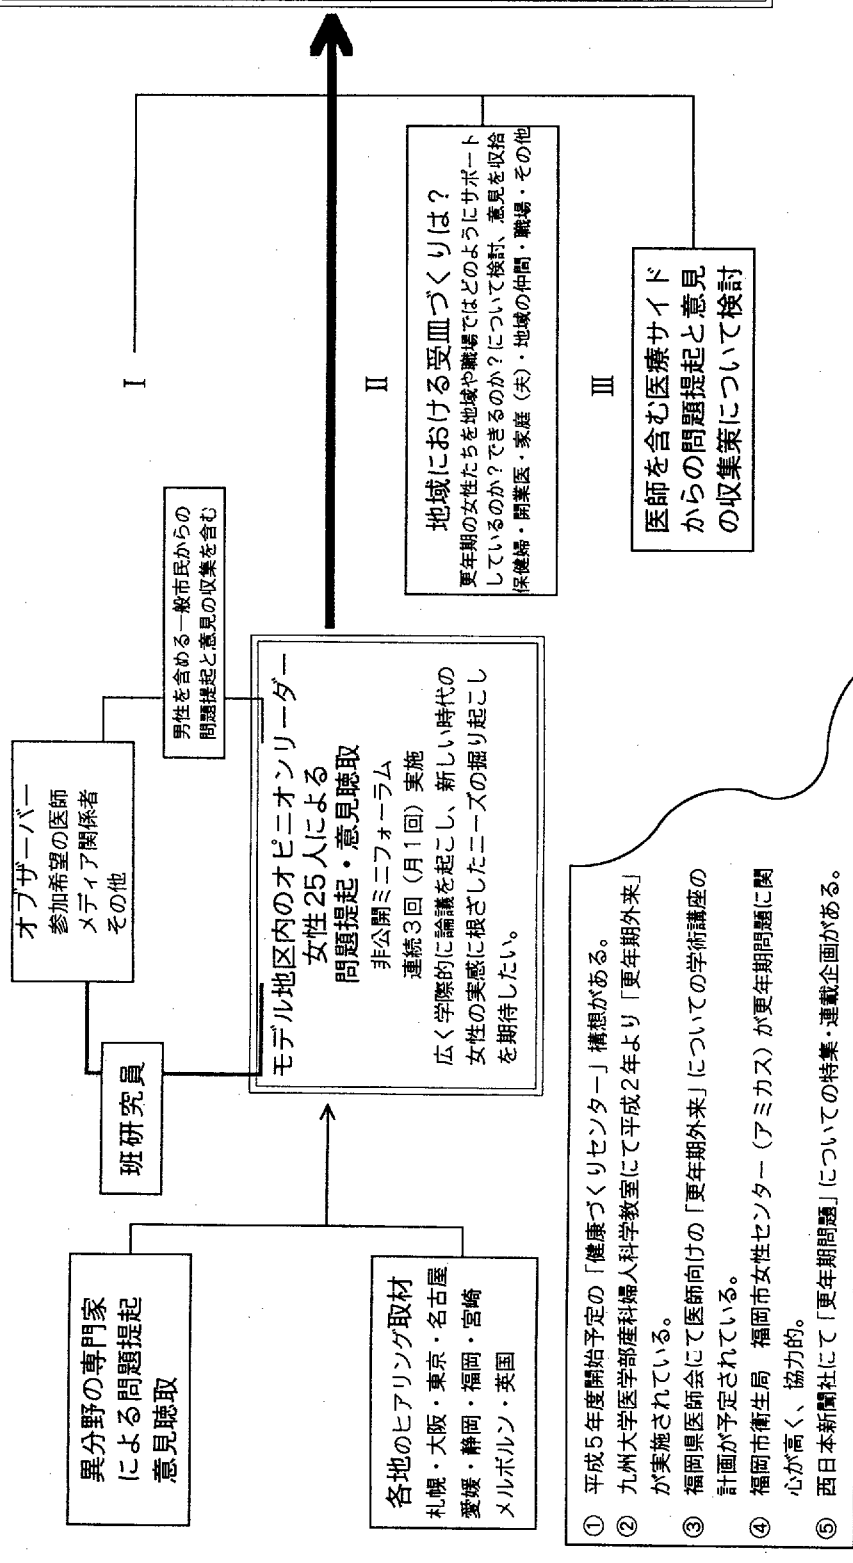 異分野の専門家
による問題提起
意見聴取
各地のヒアリング取材
札幌・大阪・東京・名古屋
愛媛・静岡・福岡・宮崎
メルボルン・英国
班研究員
オブザーバー
参加希望の医師
メディア関係者
その他
モデル地区内のオピニオンリーダー
女性25人による
問題提起・意見聴取
非公開ミニフォーラム
連続3回（月1回）実施
広く学際的に論議を起こし、新しい時代の
女性の実感に根ざしたニーズの掘り起こし
を期待したい。
男性を含める一般市民からの
問題提起と意見の収集を含む
I
II
地域における受皿づくりは？
更年期の女性たちを地域や職場ではどのようにサポート
しているのか？できるのか？について検討、意見を収拾
保健婦・開業医・家庭（夫）・地域の仲間・職場・その他
III
医師を含む医療サイド
からの問題提起と意見
の収集策について検討
① 平成5年度開始予定の「健康づくりセンター」構想がある。
② 九州大学医学部産科婦人科学教室にて平成2年より「更年期外来」
が実施されている。
③ 福岡県医師会にて医師向けの「更年期外来」についての学術講座の
計画が予定されている。
④ 福岡市衛生局　福岡市女性センター（アミカス）が更年期問題に関
心が高く、協力的。
⑤ 西日本新聞社にて「更年期問題」についての特集・連載企画がある。